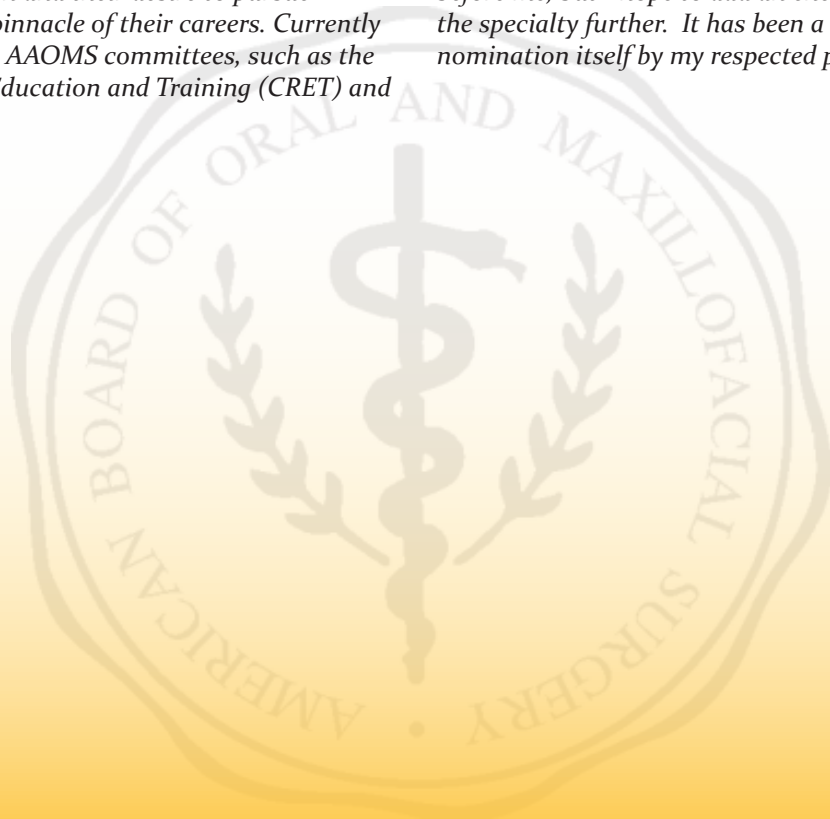 pinnacle of their careers. Currently
AAOMS committees, such as the
Education and Training (CRET) and
the specialty further. It has been a
nomination itself by my respected
AMERICAN BOARD OF ORAL AND MAXILLOFACIAL SURGERY